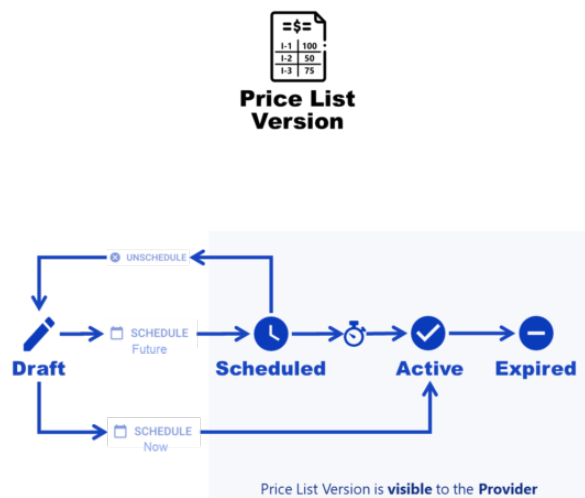 =$=
I-1 100
I-2 50
I-3 75
Price List
Version
UNSCHEDULE
SCHEDULE
Future
Draft
Scheduled
Active
Expired
SCHEDULE
Now
Price List Version is visible to the Provider